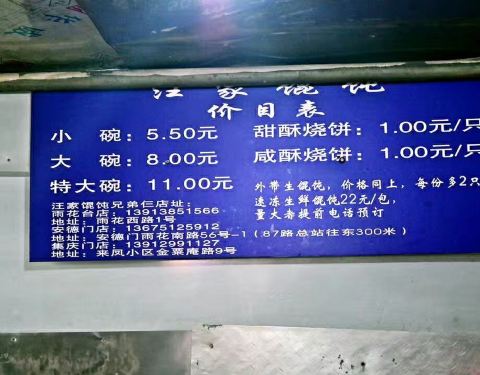 汪家馄饨
价目表
小 碗：5.50元 甜酥烧饼：1.00元/只
大 碗：8.00元 咸酥烧饼：1.00元/只
特大碗：11.00元
外带生馄饨，价格同上，每份多2只
速冻生鲜馄饨22元/包，
量大者提前电话预订
汪家馄饨兄弟仨店址：
雨花台店：13913851566
地址：雨花西路1号
安德门店：13675125912
地址：安德门雨花南路56号-1（87路总站往东300米）
集庆门店：13912991127
地址：来凤小区金粟庵路9号